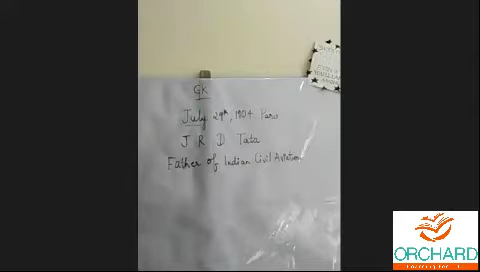 GK
July 29th, 1904 Paris
J R D Tata
Father of Indian Civil Aviation
ORCHARD